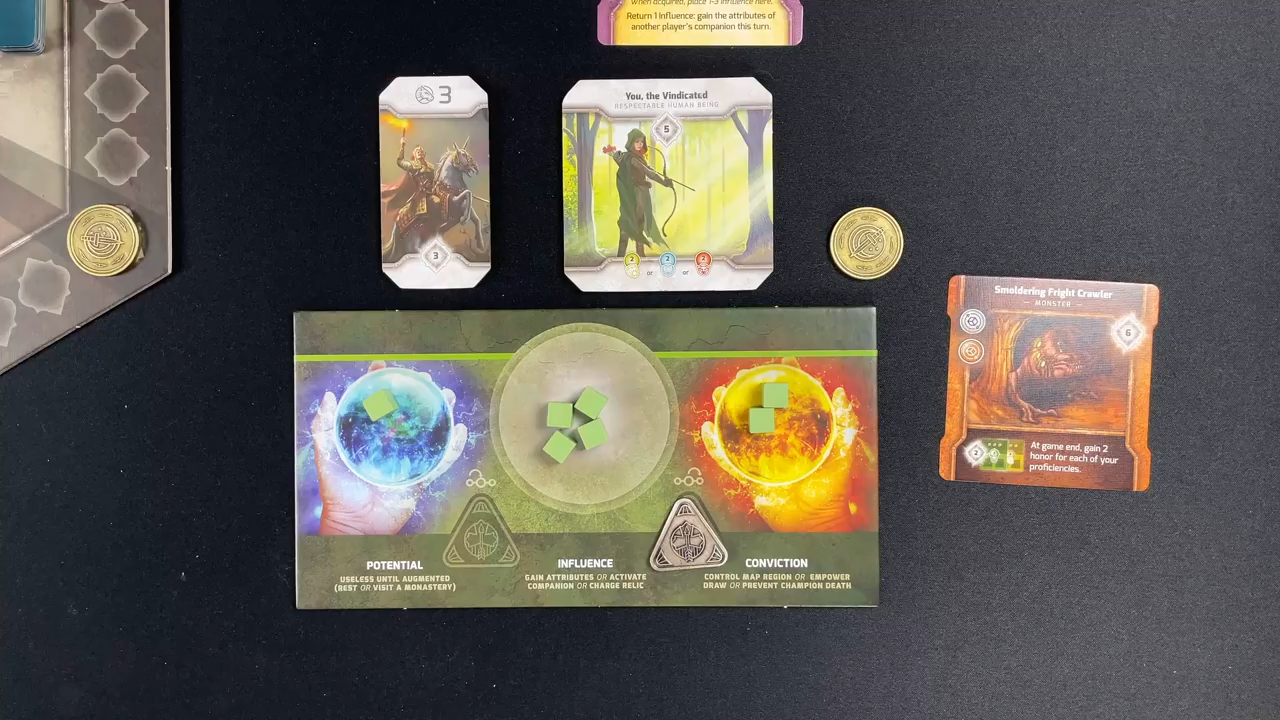 When acquired, place 1-3 influence here.
Return 1 Influence: gain the attributes of
another player's companion this turn.
3
3
You, the Vindicated
RESPECTABLE HUMAN BEING
5
2 or 2 or 2
Smoldering Fright Crawler
MONSTER
6
2
At game end, gain 2
honor for each of your
proficiencies.
POTENTIAL
USELESS UNTIL AUGMENTED
(REST OR VISIT A MONASTERY)
INFLUENCE
GAIN ATTRIBUTES OR ACTIVATE
COMPANION OR CHARGE RELIC
CONVICTION
CONTROL MAP REGION OR EMPOWER
DRAW OR PREVENT CHAMPION DEATH